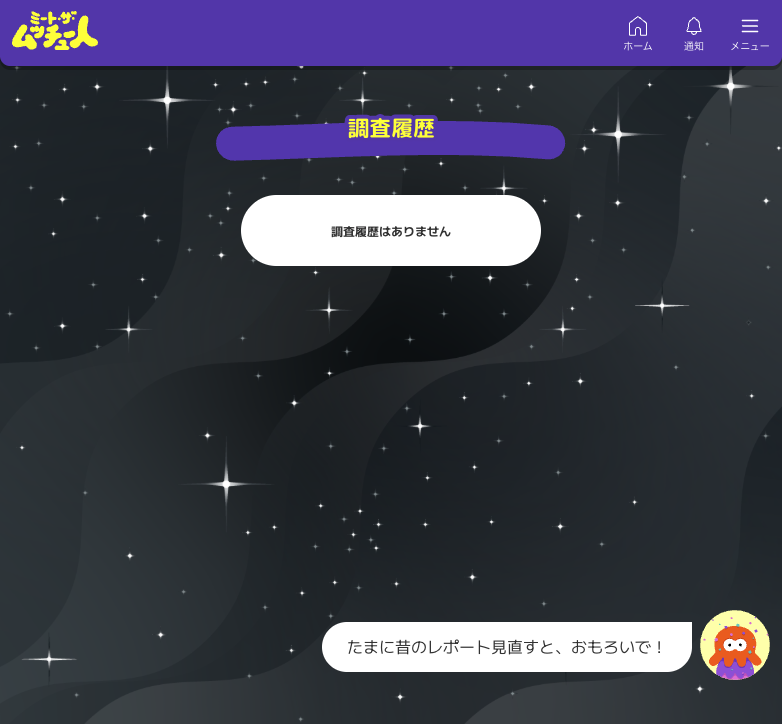 ミート・ザ・
ムッチュー人
ホーム
通知
メニュー
調査履歴
調査履歴はありません
たまに昔のレポート見直すと、おもろいで！